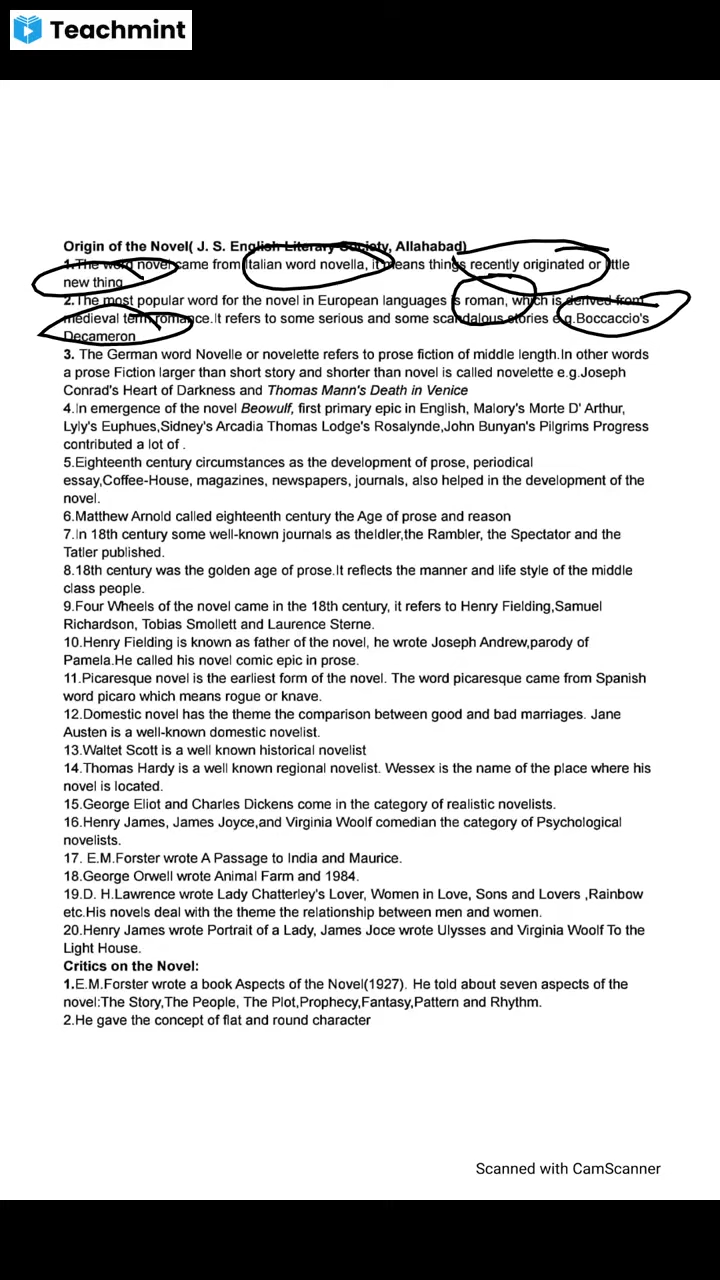 Teachmint
Origin of the Novel( J. S. English Literary Society, Allahabad)
1.The word novel came from Italian word novella, it means things recently originated or little
new thing
2.The most popular word for the novel in European languages is roman, which is derived from
medieval term romance.It refers to some serious and some scandalous stories e.g.Boccaccio's
Decameron
3. The German word Novelle or novelette refers to prose fiction of middle length.In other words
a prose Fiction larger than short story and shorter than novel is called novelette e.g.Joseph
Conrad's Heart of Darkness and Thomas Mann's Death in Venice
4.In emergence of the novel Beowulf, first primary epic in English, Malory's Morte D' Arthur,
Lyly's Euphues,Sidney's Arcadia Thomas Lodge's Rosalynde,John Bunyan's Pilgrims Progress
contributed a lot of .
5.Eighteenth century circumstances as the development of prose, periodical
essay,Coffee-House, magazines, newspapers, journals, also helped in the development of the
novel.
6.Matthew Arnold called eighteenth century the Age of prose and reason
7.In 18th century some well-known journals as theIdler,the Rambler, the Spectator and the
Tatler published.
8.18th century was the golden age of prose.It reflects the manner and life style of the middle
class people.
9.Four Wheels of the novel came in the 18th century, it refers to Henry Fielding,Samuel
Richardson, Tobias Smollett and Laurence Sterne.
10.Henry Fielding is known as father of the novel, he wrote Joseph Andrew,parody of
Pamela.He called his novel comic epic in prose.
11.Picaresque novel is the earliest form of the novel. The word picaresque came from Spanish
word picaro which means rogue or knave.
12.Domestic novel has the theme the comparison between good and bad marriages. Jane
Austen is a well-known domestic novelist.
13.Waltet Scott is a well known historical novelist
14.Thomas Hardy is a well known regional novelist. Wessex is the name of the place where his
novel is located.
15.George Eliot and Charles Dickens come in the category of realistic novelists.
16.Henry James, James Joyce,and Virginia Woolf comedian the category of Psychological
novelists.
17. E.M.Forster wrote A Passage to India and Maurice.
18.George Orwell wrote Animal Farm and 1984.
19.D. H.Lawrence wrote Lady Chatterley's Lover, Women in Love, Sons and Lovers ,Rainbow
etc.His novels deal with the theme the relationship between men and women.
20.Henry James wrote Portrait of a Lady, James Joce wrote Ulysses and Virginia Woolf To the
Light House.
Critics on the Novel:
1.E.M.Forster wrote a book Aspects of the Novel(1927). He told about seven aspects of the
novel:The Story,The People, The Plot,Prophecy,Fantasy,Pattern and Rhythm.
2.He gave the concept of flat and round character
Scanned with CamScanner